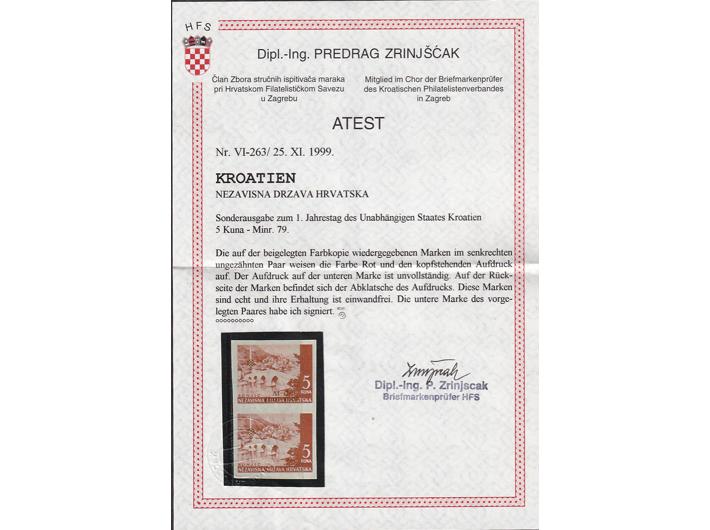 HFS
Dipl.-Ing. PREDRAG ZRINJŠĆAK
Član Zbora stručnih ispitivača maraka
pri Hrvatskom Filatelističkom Savezu
u Zagrebu
Mitglied im Chor der Briefmarkenprüfer
des Kroatischen Philatelistenverbandes
in Zagreb
ATEST
Nr. VI-263/ 25. XI. 1999.
KROATIEN
NEZAVISNA DRZAVA HRVATSKA
Sonderausgabe zum 1. Jahrestag des Unabhängigen Staates Kroatien
5 Kuna - Minr. 79.
Die auf der beigelegten Farbkopie wiedergegebenen Marken im senkrechten
ungezähnten Paar weisen die Farbe Rot und den kopfstehenden Aufdruck
auf. Der Aufdruck auf der unteren Marke ist unvollständig. Auf der Rück-
seite der Marken befindet sich der Abklatsche des Aufdrucks. Diese Marken
sind echt und ihre Erhaltung ist einwandfrei. Die untere Marke des vorge-
legten Paares habe ich signiert.
5
KUNA
NEZAVISNA DRŽAVA HRVATSKA
5
KUNA
NEZAVISNA DRŽAVA HRVATSKA
Dipl.-Ing. P. Zrinjscak
Briefmarkenprüfer HFS